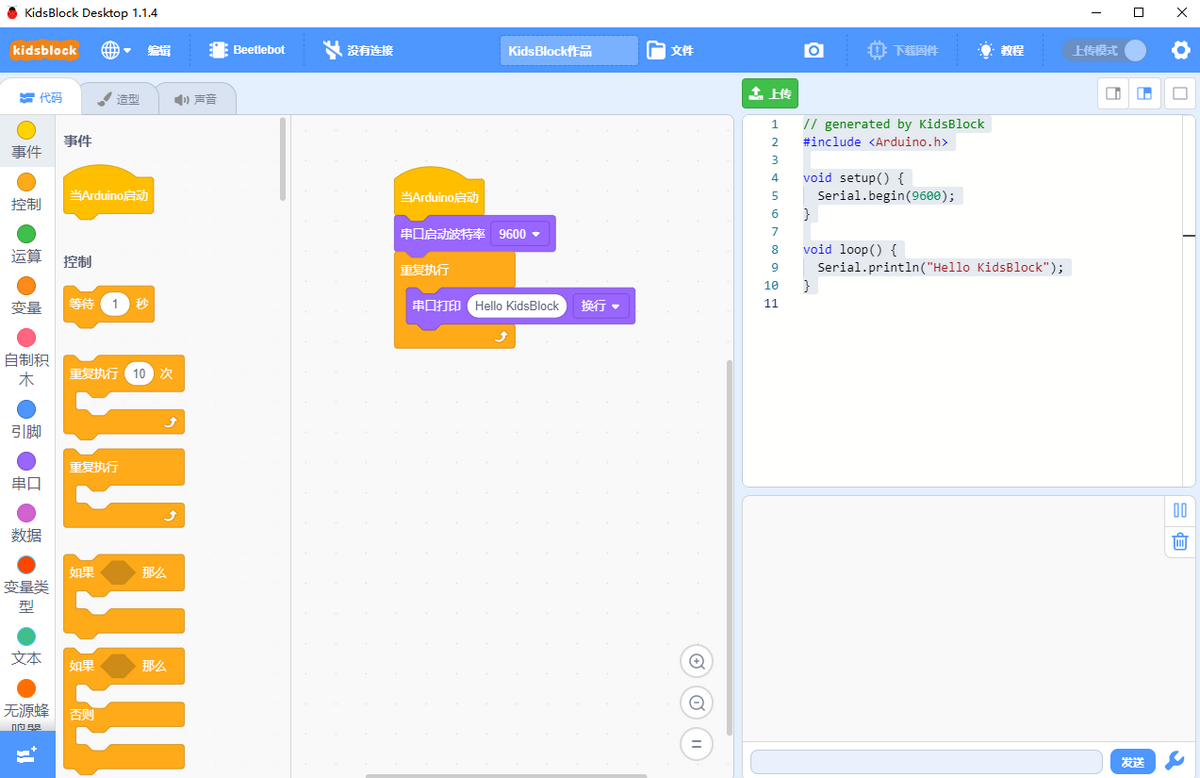 KidsBlock Desktop 1.1.4
kidsblock
编辑
Beetlebot
没有连接
KidsBlock作品
文件
下载固件
教程
上传模式
代码
造型
声音
上传
事件
控制
运算
变量
自制积
木
引脚
串口
数据
变量类
型
文本
无源蜂
鸣器
事件
当Arduino启动
控制
等待 1 秒
重复执行 10 次
重复执行
如果 那么
如果 那么
否则
当Arduino启动
串口启动波特率 9600
重复执行
串口打印 Hello KidsBlock 换行
1 // generated by KidsBlock
2 #include <Arduino.h>
3
4 void setup() {
5 Serial.begin(9600);
6 }
7
8 void loop() {
9 Serial.println("Hello KidsBlock");
10 }
11
发送